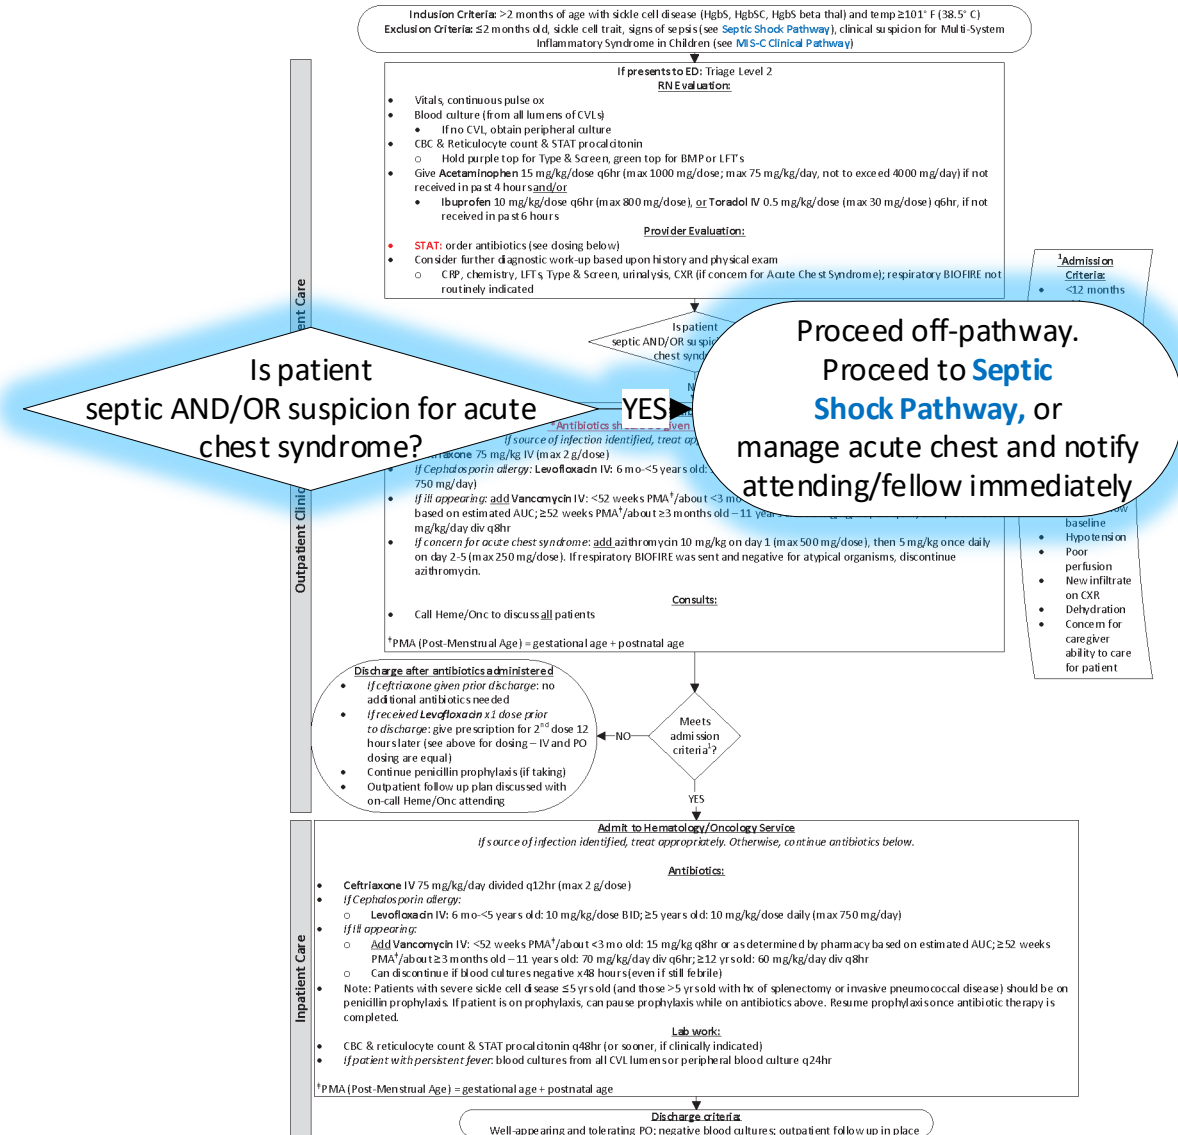 Inclusion Criteria: >2 months of age with sickle cell disease (HgbS, HgbSC, HgbS beta thal) and temp ≥101° F (38.5° C)
Exclusion Criteria: ≤2 months old, sickle cell trait, signs of sepsis (see Septic Shock Pathway), clinical suspicion for Multi-System
Inflammatory Syndrome in Children (see MIS-C Clinical Pathway)
If presents to ED: Triage Level 2
RN Evaluation:
• Vitals, continuous pulse ox
• Blood culture (from all lumens of CVLs)
• If no CVL, obtain peripheral culture
• CBC & Reticulocyte count & STAT procalcitonin
o Hold purple top for Type & Screen, green top for BMP or LFT's
• Give Acetaminophen 15 mg/kg/dose q6hr (max 1000 mg/dose; max 75 mg/kg/day, not to exceed 4000 mg/day) if not
received in past 4 hours and/or
• Ibuprofen 10 mg/kg/dose q6hr (max 800 mg/dose), or Toradol IV 0.5 mg/kg/dose (max 30 mg/dose) q6hr, if not
received in past 6 hours
Provider Evaluation:
• STAT: order antibiotics (see dosing below)
• Consider further diagnostic work-up based upon history and physical exam
o CRP, chemistry, LFTs, Type & Screen, urinalysis, CXR (if concern for Acute Chest Syndrome); respiratory BIOFIRE not
routinely indicated
1Admission
Criteria:
• <12 months
Is patient
septic AND/OR
chest
Is patient
septic AND/OR suspicion for acute
chest syndrome?
YES
Proceed off-pathway.
Proceed to Septic
Shock Pathway, or
manage acute chest and notify
attending/fellow immediately
*Antibiotics given
If source of infection identified, treat
75 mg/kg IV (max 2 g/dose)
• If Cephalosporin allergy: Levofloxacin IV: 6 mo-<5 years old:
750 mg/day)
• If ill appearing: add Vancomycin IV: <52 weeks PMA†/about <3
based on estimated AUC; ≥52 weeks PMA†/about ≥3 months old – 11 years
mg/kg/day div q8hr
• If concern for acute chest syndrome: add azithromycin 10 mg/kg on day 1 (max 500 mg/dose), then 5 mg/kg once daily
on day 2-5 (max 250 mg/dose). If respiratory BIOFIRE was sent and negative for atypical organisms, discontinue
azithromycin.
Consults:
• Call Heme/Onc to discuss all patients
†PMA (Post-Menstrual Age) = gestational age + postnatal age
baseline
• Hypotension
• Poor
perfusion
• New infiltrate
on CXR
• Dehydration
• Concern for
caregiver
ability to care
for patient
Outpatient
Discharge after antibiotics administered
• If ceftriaxone given prior discharge: no
additional antibiotics needed
• If received Levofloxacin x1 dose prior
to discharge: give prescription for 2nd dose 12
hours later (see above for dosing – IV and PO
dosing are equal)
• Continue penicillin prophylaxis (if taking)
• Outpatient follow up plan discussed with
on-call Heme/Onc attending
NO
Meets
admission
criteria1?
YES
Inpatient Care
Admit to Hematology/Oncology Service
If source of infection identified, treat appropriately. Otherwise, continue antibiotics below.
Antibiotics:
• Ceftriaxone IV 75 mg/kg/day divided q12hr (max 2 g/dose)
• If Cephalosporin allergy:
o Levofloxacin IV: 6 mo-<5 years old: 10 mg/kg/dose BID; ≥5 years old: 10 mg/kg/dose daily (max 750 mg/day)
• If ill appearing:
o Add Vancomycin IV: <52 weeks PMA†/about <3 mo old: 15 mg/kg q8hr or as determined by pharmacy based on estimated AUC; ≥52 weeks
PMA†/about ≥3 months old – 11 years old: 70 mg/kg/day div q6hr; ≥12 yrs old: 60 mg/kg/day div q8hr
o Can discontinue if blood cultures negative x48 hours (even if still febrile)
• Note: Patients with severe sickle cell disease ≤5 yrs old (and those >5 yrs old with hx of splenectomy or invasive pneumococcal disease) should be on
penicillin prophylaxis. If patient is on prophylaxis, can pause prophylaxis while on antibiotics above. Resume prophylaxis once antibiotic therapy is
completed.
Lab work:
• CBC & reticulocyte count & STAT procalcitonin q48hr (or sooner, if clinically indicated)
• If patient with persistent fever: blood cultures from all CVL lumens or peripheral blood culture q24hr
†PMA (Post-Menstrual Age) = gestational age + postnatal age
Discharge criteria:
Well-appearing and tolerating PO; negative blood cultures; outpatient follow up in place